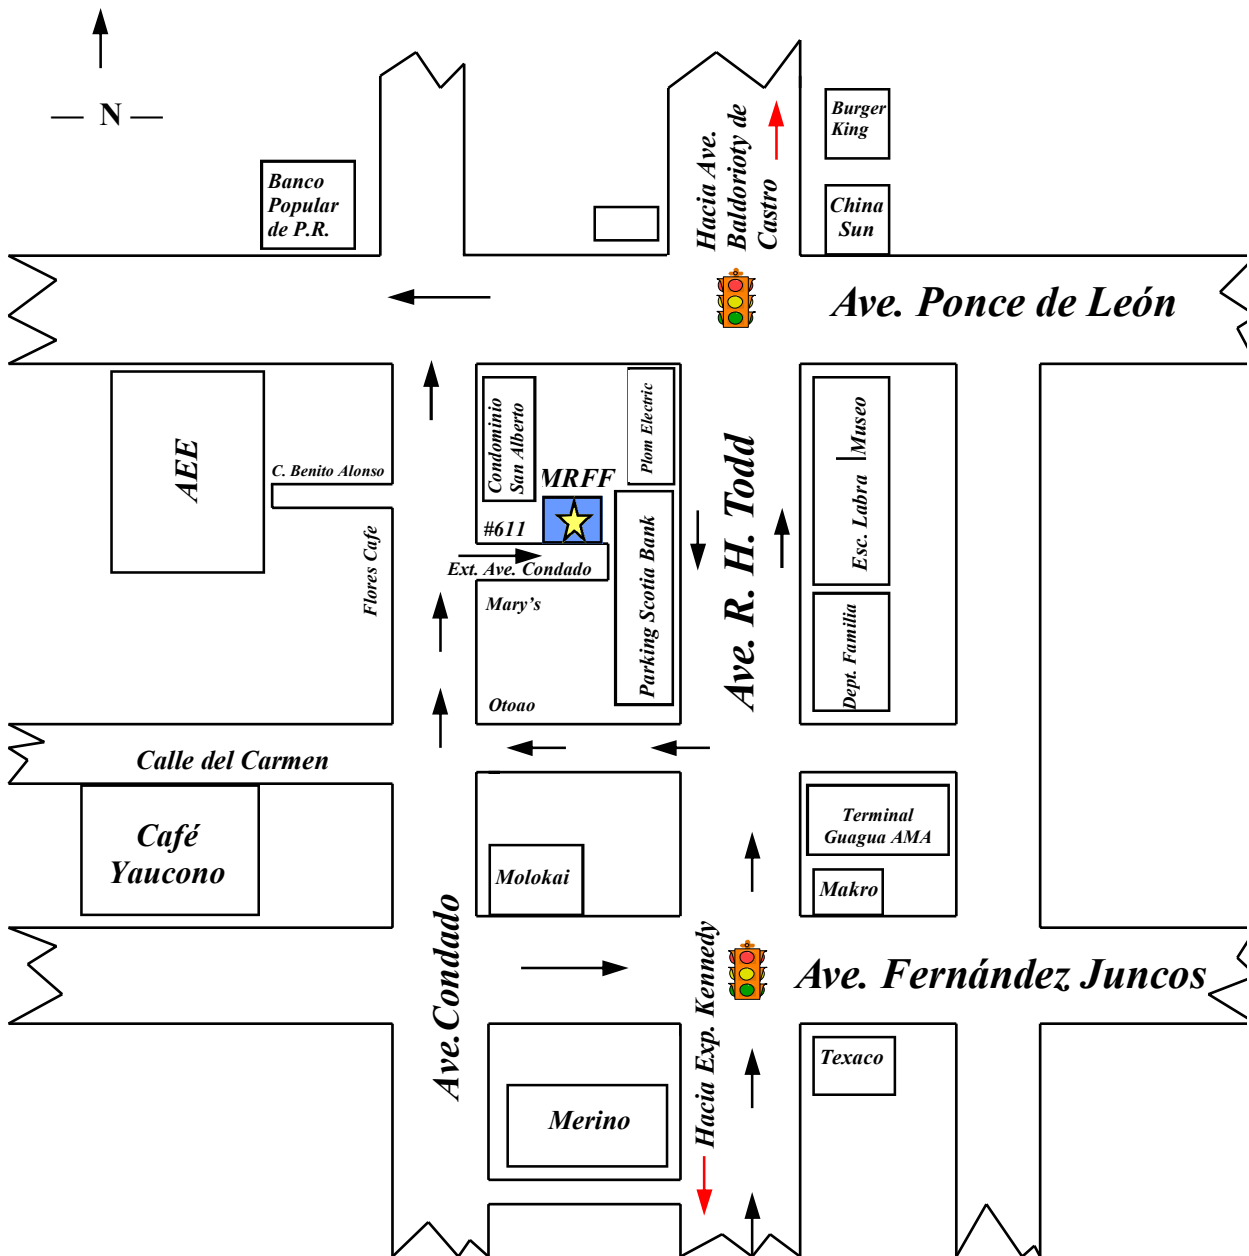 N
Banco
Popular
de P.R.
Hacia Ave.
Baldorioty de
Castro
Burger
King
China
Sun
Ave. Ponce de León
AEE
C. Benito Alonso
Flores Cafe
Condominio
San Alberto
Plom Electric
MRFF
#611
Ext. Ave. Condado
Mary's
Otoao
Parking Scotia Bank
Ave. R. H. Todd
Esc. Labra
Museo
Dept. Familia
Calle del Carmen
Café
Yaucono
Molokai
Terminal
Guagua AMA
Makro
Ave.Condado
Hacia Exp. Kennedy
Ave. Fernández Juncos
Merino
Texaco